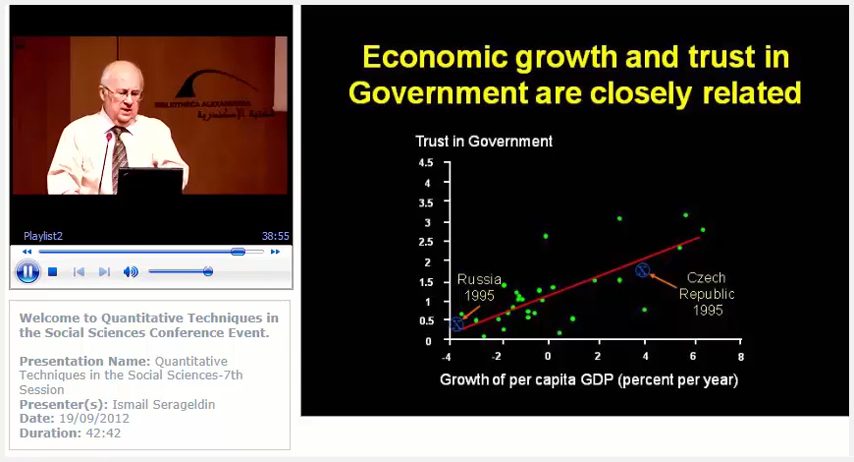 BIBLIOTHECA ALEXANDRINA
مكتبة الإسكندرية
Playlist2
38:55
Welcome to Quantitative Techniques in
the Social Sciences Conference Event.
Presentation Name: Quantitative
Techniques in the Social Sciences-7th
Session
Presenter(s): Ismail Serageldin
Date: 19/09/2012
Duration: 42:42
Economic growth and trust in
Government are closely related
Trust in Government
4.5
4
3.5
3
2.5
2
1.5
1
0.5
0
Russia
1995
Czech
Republic
1995
-4 -2 0 2 4 6 8
Growth of per capita GDP (percent per year)